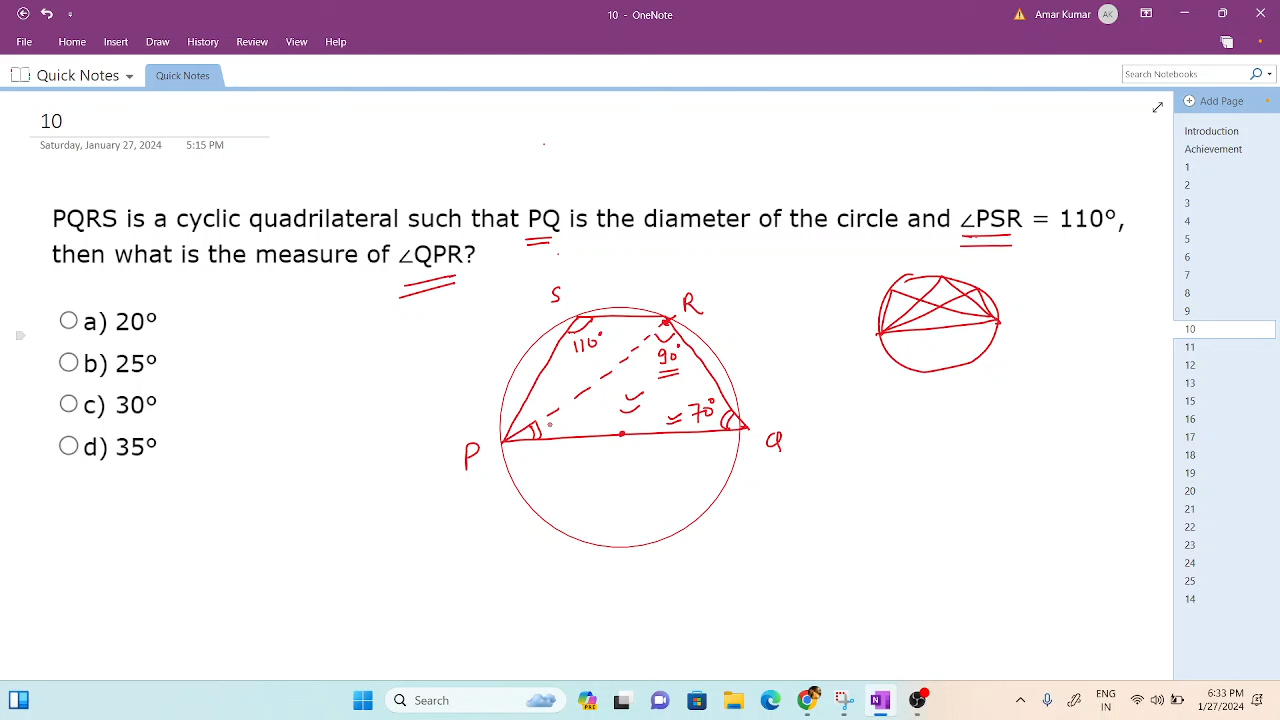 10 - OneNote
Amar Kumar AK
File Home Insert Draw History Review View Help
Quick Notes
Quick Notes
Search Notebooks
10
Saturday, January 27, 2024 5:15 PM
PQRS is a cyclic quadrilateral such that PQ is the diameter of the circle and ∠PSR = 110°,
then what is the measure of ∠QPR?
a) 20°
b) 25°
c) 30°
d) 35°
S
R
110°
90°
70°
P
Q
Add Page
Introduction
Achievement
1
2
3
4
5
6
7
8
9
10
11
12
13
15
16
17
18
19
20
21
22
23
24
25
14
Search
ENG
IN
6:33 PM
1/27/2024